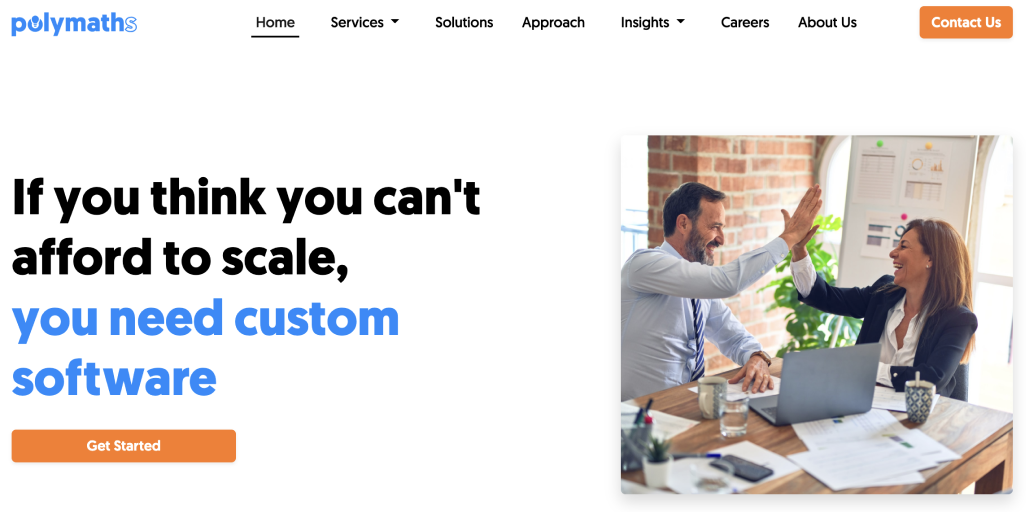 polymaths
Home Services Solutions Approach Insights Careers About Us Contact Us
If you think you can't
afford to scale,
you need custom
software
Get Started